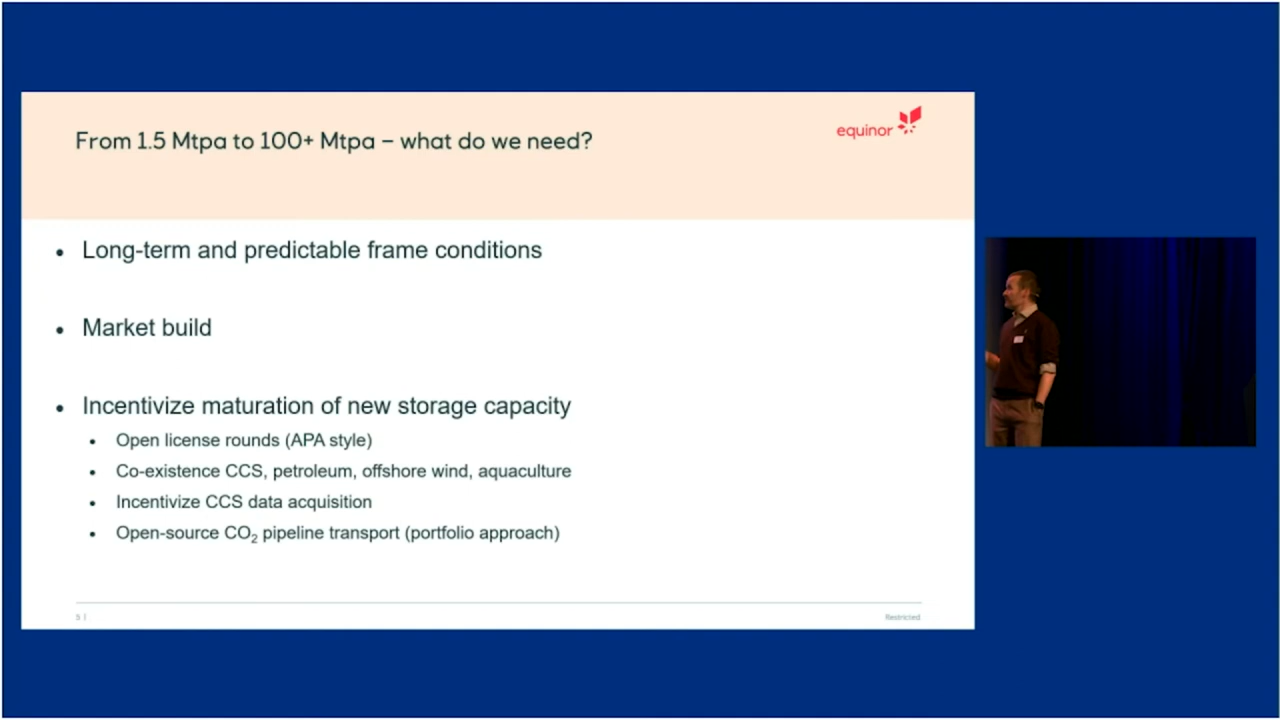 From 1.5 Mtpa to 100+ Mtpa – what do we need?
equinor
• Long-term and predictable frame conditions
• Market build
• Incentivize maturation of new storage capacity
• Open license rounds (APA style)
• Co-existence CCS, petroleum, offshore wind, aquaculture
• Incentivize CCS data acquisition
• Open-source CO₂ pipeline transport (portfolio approach)
5 |
Restricted